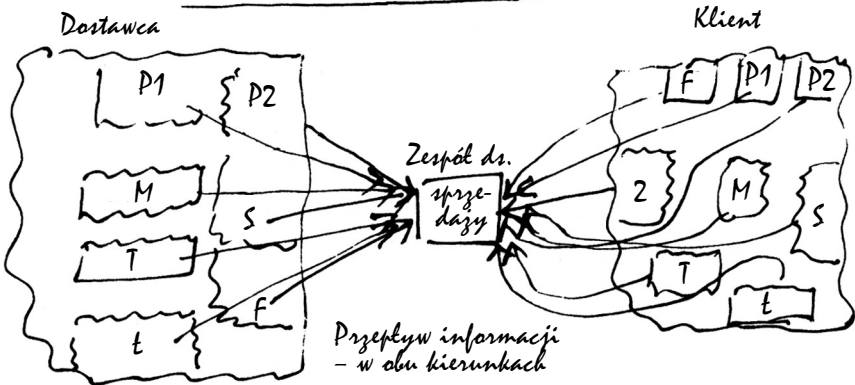 Dostawca
Klient
P1
P2
M
S
T
F
t
Zespół ds.
sprze-
daży
F
P1
P2
2
M
S
T
t
Przepływ informacji
– w obu kierunkach